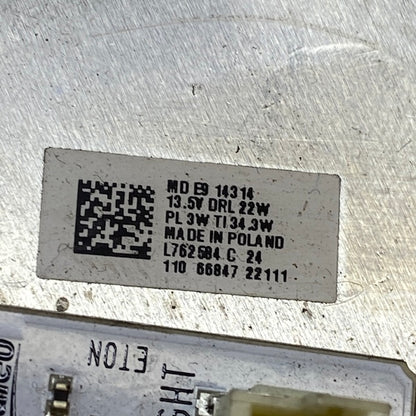 MD E9 14314
13.5V DRL 22W
PL 3W TI 34.3W
MADE IN POLAND
L762584 C 24
110 66847 22111
ETON